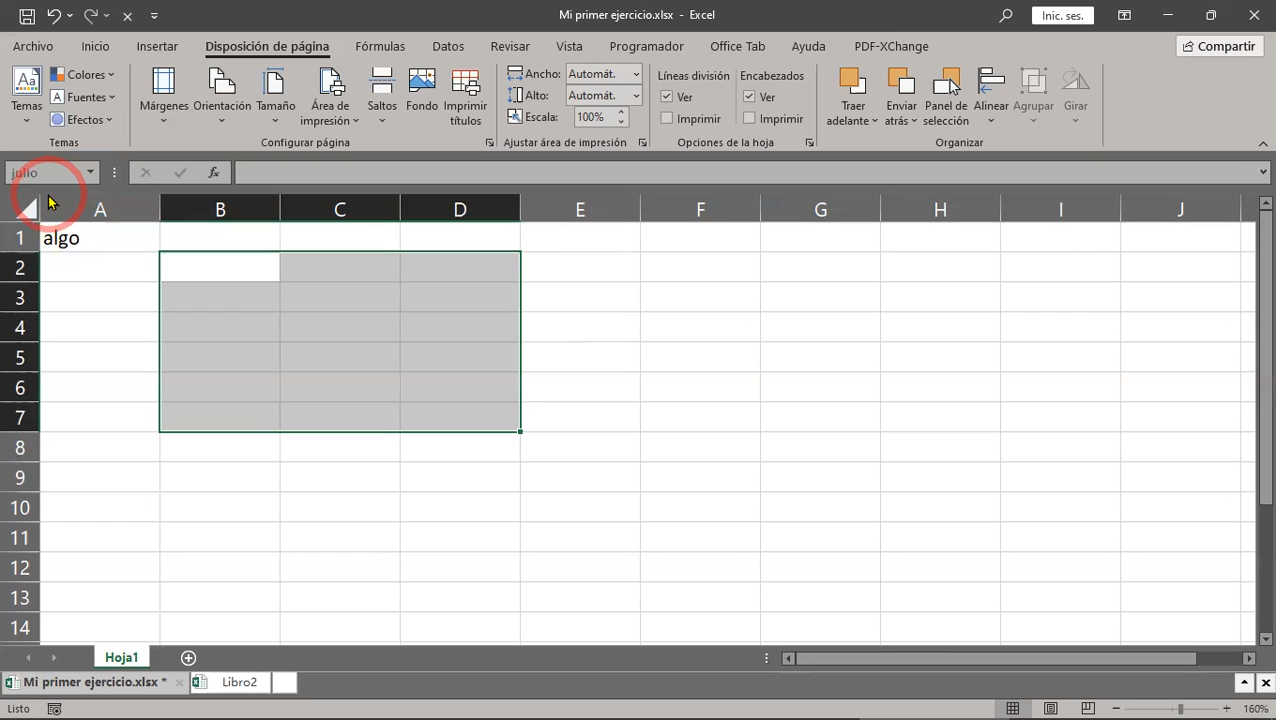 Mi primer ejercicio.xlsx - Excel
Inic. ses.
Archivo Inicio Insertar Disposición de página Fórmulas Datos Revisar Vista Programador Office Tab Ayuda PDF-XChange Compartir
Temas
Colores
Fuentes
Efectos
Temas
Márgenes
Orientación
Tamaño
Área de impresión
Saltos
Fondo
Imprimir títulos
Configurar página
Ancho: Automát.
Alto: Automát.
Escala: 100%
Ajustar área de impresión
Líneas división
Ver
Imprimir
Encabezados
Ver
Imprimir
Opciones de la hoja
Traer adelante
Enviar atrás
Panel de selección
Alinear
Agrupar
Girar
Organizar
julio fx
A B C D E F G H I J
1 algo
2
3
4
5
6
7
8
9
10
11
12
13
14
Hoja1
Mi primer ejercicio.xlsx * Libro2
Listo 160%